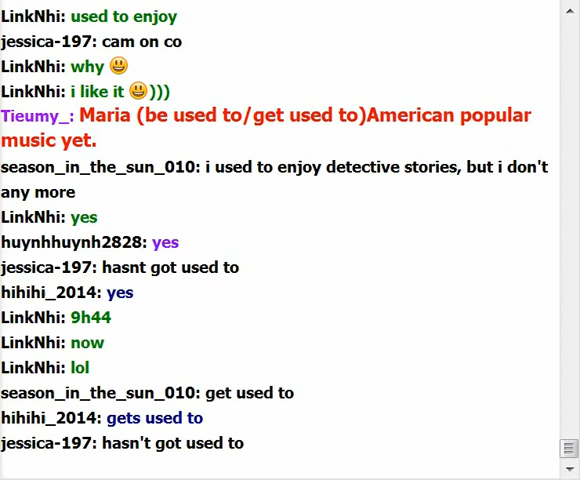 LinkNhi: used to enjoy
jessica-197: cam on co
LinkNhi: why 😃
LinkNhi: i like it 😃)))
Tieumy_: Maria (be used to/get used to)American popular
music yet.
season_in_the_sun_010: i used to enjoy detective stories, but i don't
any more
LinkNhi: yes
huynhhuynh2828: yes
jessica-197: hasnt got used to
hihihi_2014: yes
LinkNhi: 9h44
LinkNhi: now
LinkNhi: lol
season_in_the_sun_010: get used to
hihihi_2014: gets used to
jessica-197: hasn't got used to